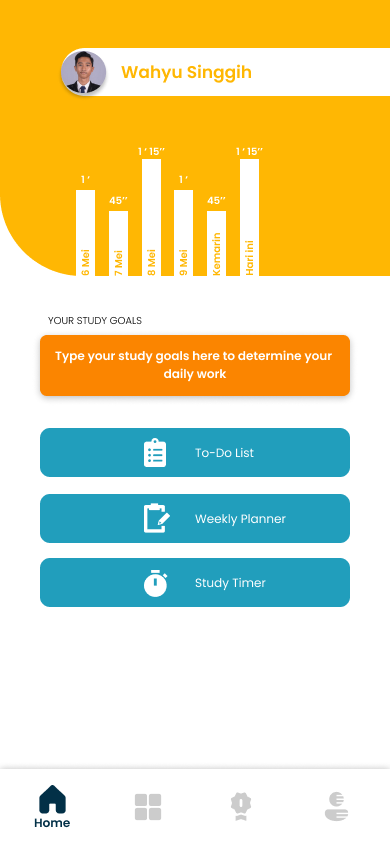 Wahyu Singgih
1 ' 15''
1 ' 15''
1 '
1 '
45''
45''
6 Mei
7 Mei
8 Mei
9 Mei
Kemarin
Hari ini
YOUR STUDY GOALS
Type your study goals here to determine your
daily work
To-Do List
Weekly Planner
Study Timer
Home